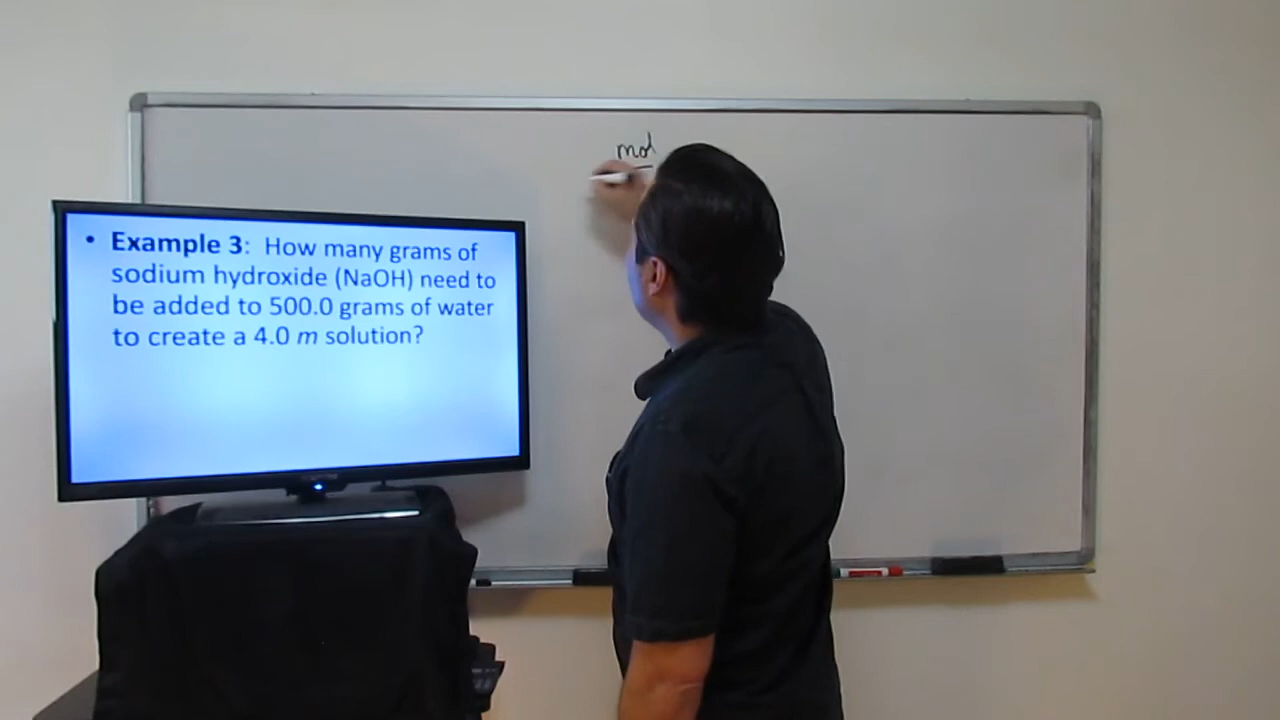 mol
• Example 3: How many grams of
sodium hydroxide (NaOH) need to
be added to 500.0 grams of water
to create a 4.0 m solution?